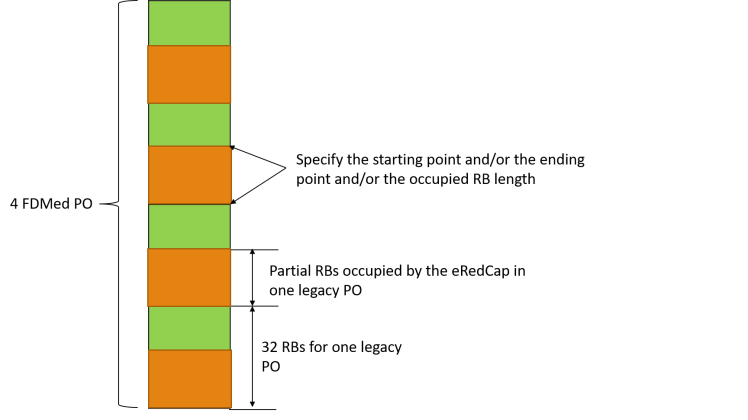 Specify the starting point and/or the ending
point and/or the occupied RB length
4 FDMed PO
Partial RBs occupied by the eRedCap in
one legacy PO
32 RBs for one legacy
PO